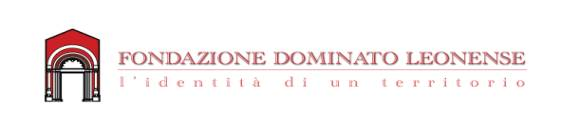 FONDAZIONE DOMINATO LEONENSE
l'identità di un territorio